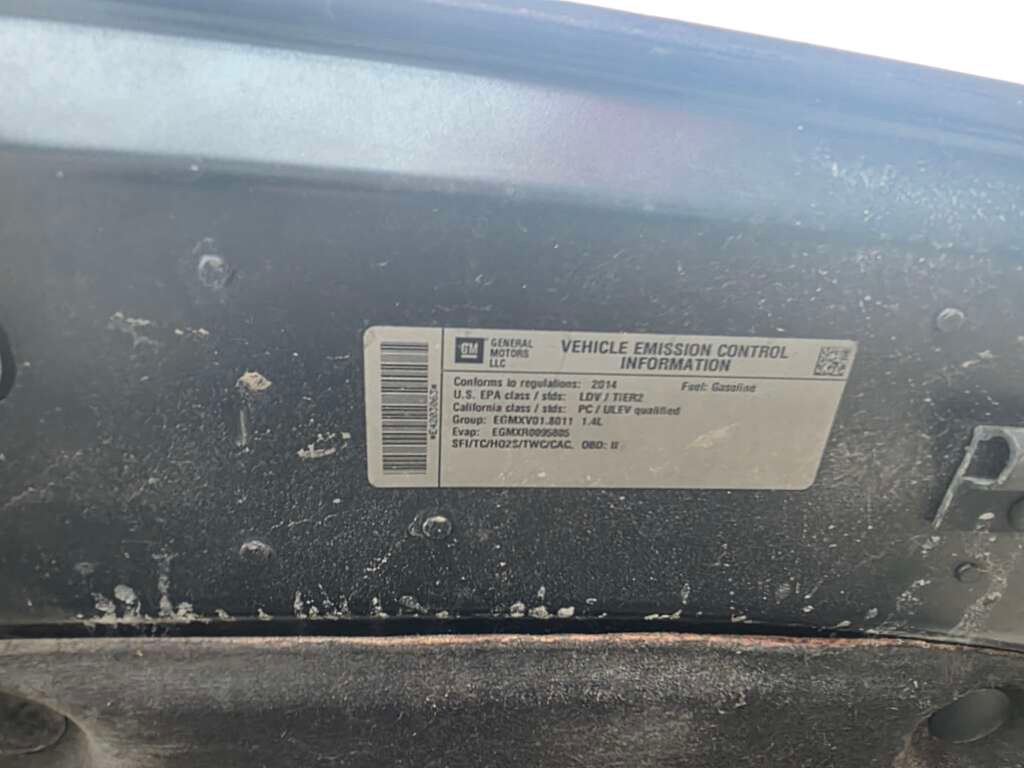 GM GENERAL MOTORS LLC
VEHICLE EMISSION CONTROL INFORMATION
Conforms to regulations: 2014 Fuel: Gasoline
U.S. EPA class / stds: LDV / TIER2
California class / stds: PC / ULEV qualified
Group: EGMXV01.8011 1.4L
Evap: EGMXR0095805
SFI/TC/HO2S/TWC/CAC, OBD: II